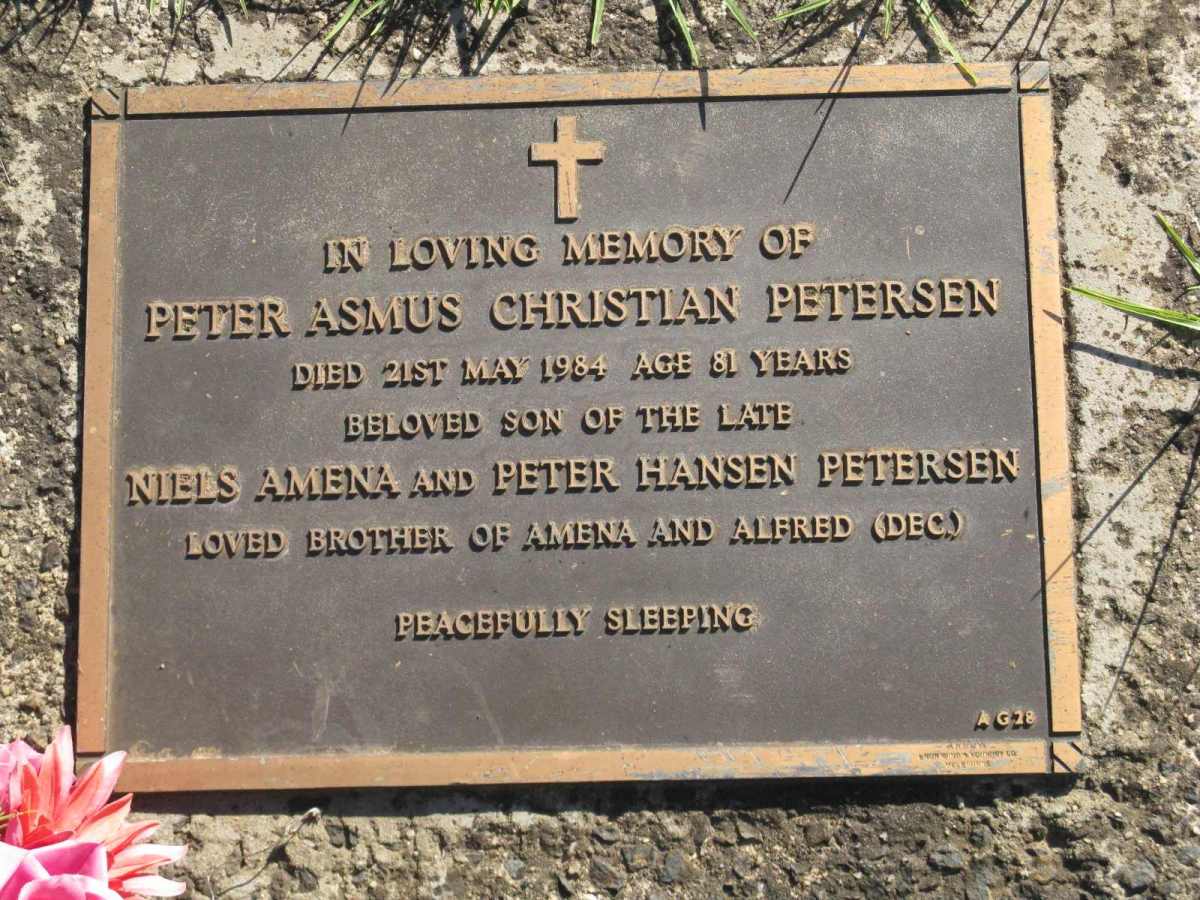 IN LOVING MEMORY OF
PETER ASMUS CHRISTIAN PETERSEN
DIED 21ST MAY 1984 AGE 81 YEARS
BELOVED SON OF THE LATE
NIELS AMENA AND PETER HANSEN PETERSEN
LOVED BROTHER OF AMENA AND ALFRED (DEC.)
PEACEFULLY SLEEPING
AG28